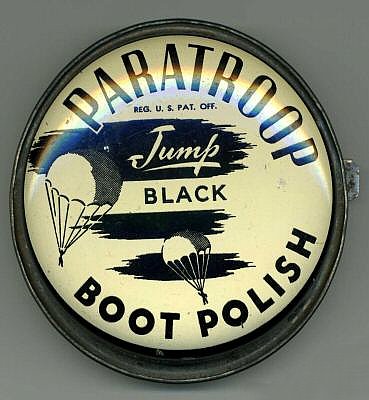 PARATROOP
REG. U. S. PAT. OFF.
Jump
BLACK
BOOT POLISH